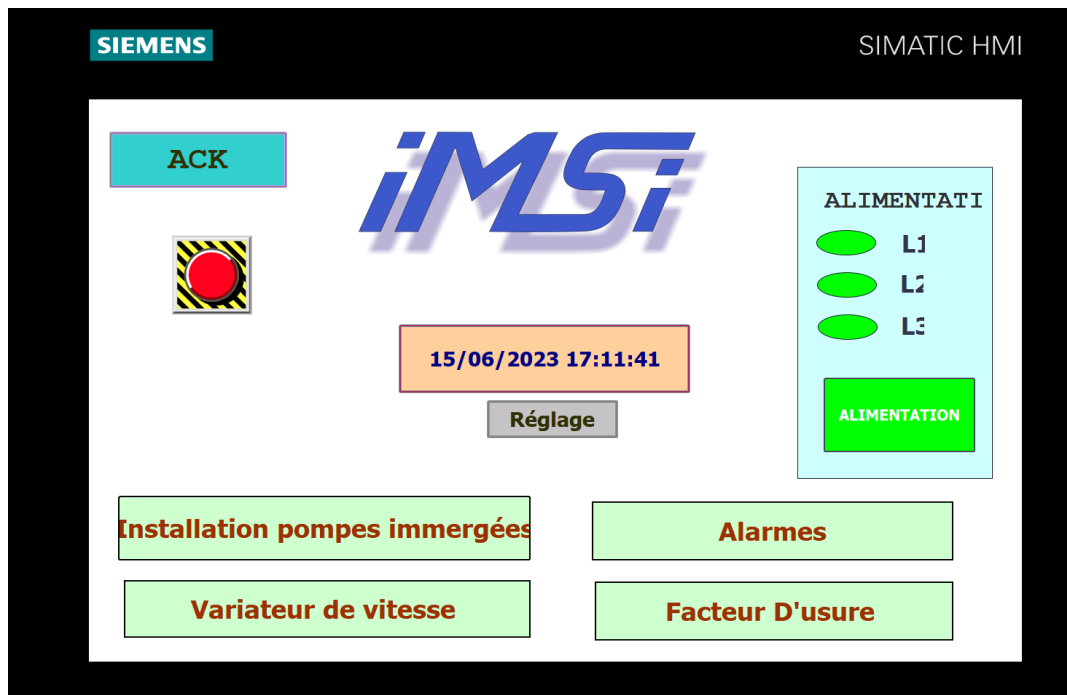 SIEMENS
SIMATIC HMI
ACK
iMSi
ALIMENTATI
L1
L2
L3
15/06/2023 17:11:41
Réglage
ALIMENTATION
Installation pompes immergées
Alarmes
Variateur de vitesse
Facteur D'usure